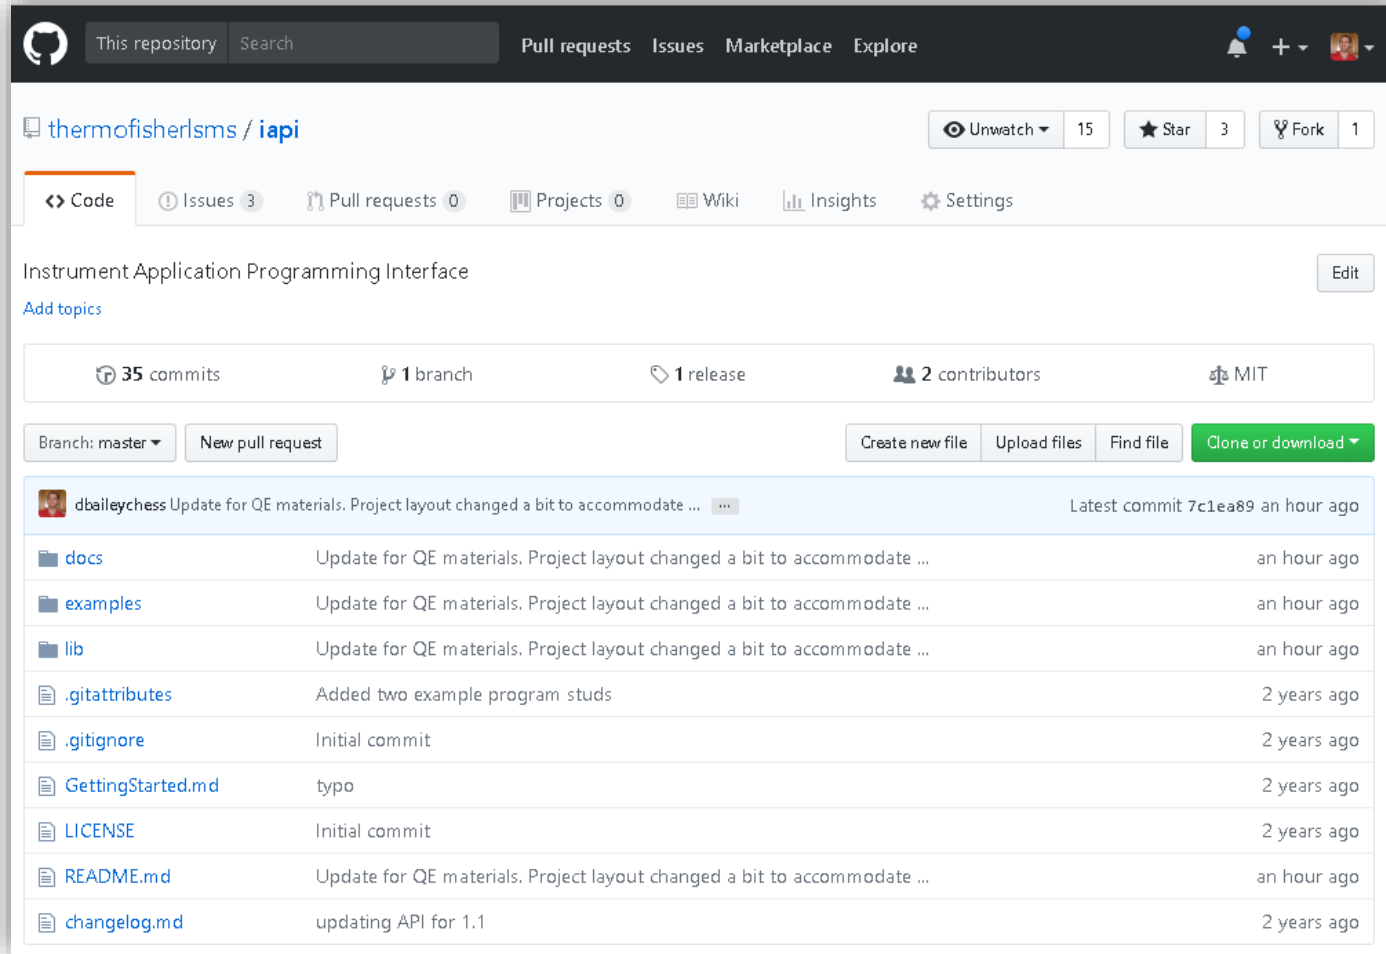 This repository Search Pull requests Issues Marketplace Explore
thermofisherlsms / iapi Unwatch 15 Star 3 Fork 1
Code Issues 3 Pull requests 0 Projects 0 Wiki Insights Settings
Instrument Application Programming Interface Edit
Add topics
35 commits 1 branch 1 release 2 contributors MIT
Branch: master New pull request Create new file Upload files Find file Clone or download
dbaileychess Update for QE materials. Project layout changed a bit to accommodate ... ... Latest commit 7c1ea89 an hour ago
docs Update for QE materials. Project layout changed a bit to accommodate ... an hour ago
examples Update for QE materials. Project layout changed a bit to accommodate ... an hour ago
lib Update for QE materials. Project layout changed a bit to accommodate ... an hour ago
.gitattributes Added two example program studs 2 years ago
.gitignore Initial commit 2 years ago
GettingStarted.md typo 2 years ago
LICENSE Initial commit 2 years ago
README.md Update for QE materials. Project layout changed a bit to accommodate ... an hour ago
changelog.md updating API for 1.1 2 years ago